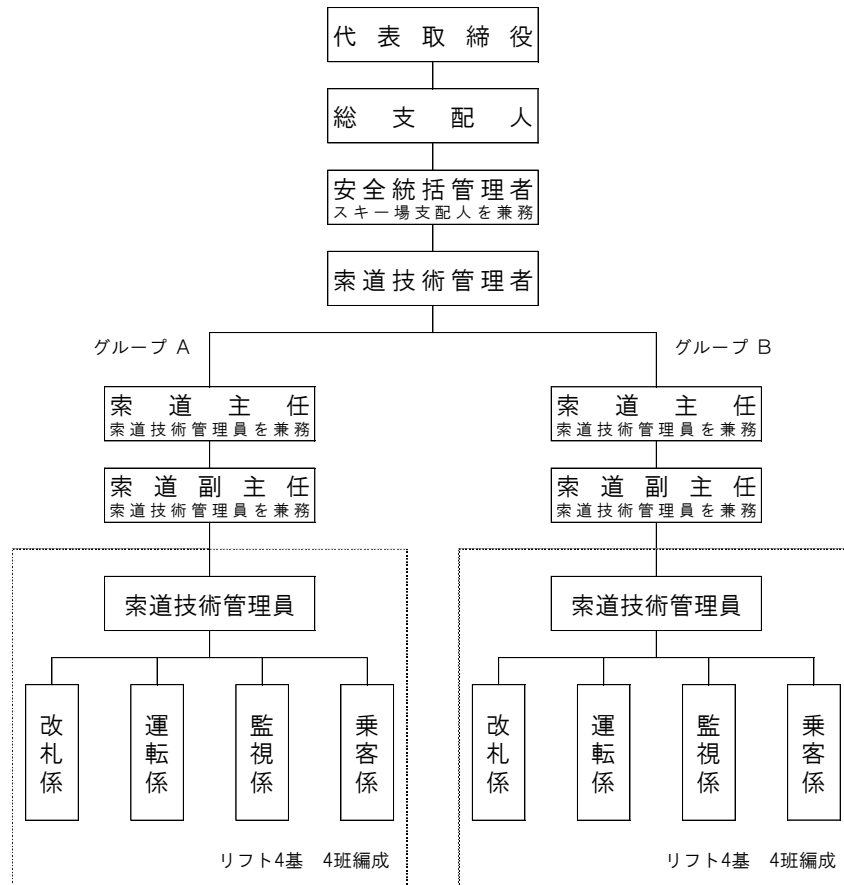 代表取締役
総支配人
安全統括管理者
スキー場支配人を兼務
索道技術管理者
グループ A
グループ B
索道主任
索道技術管理員を兼務
索道主任
索道技術管理員を兼務
索道副主任
索道技術管理員を兼務
索道副主任
索道技術管理員を兼務
索道技術管理員
索道技術管理員
改札係
運転係
監視係
乗客係
改札係
運転係
監視係
乗客係
リフト4基　4班編成
リフト4基　4班編成